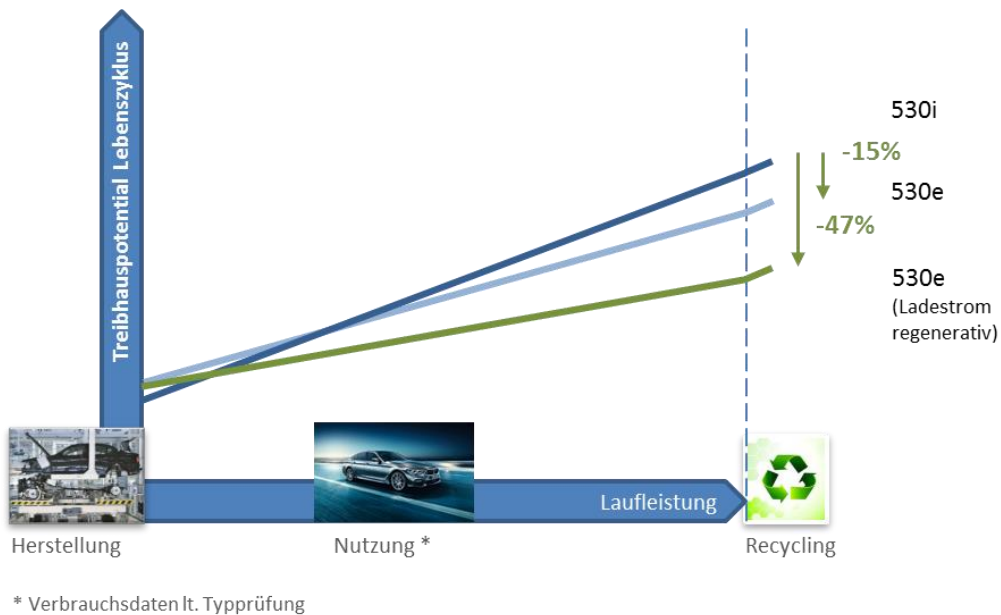 Treibhauspotential Lebenszyklus
530i
-15%
530e
-47%
530e
(Ladestrom
regenerativ)
Laufleistung
Herstellung
Nutzung *
Recycling
* Verbrauchsdaten lt. Typprüfung